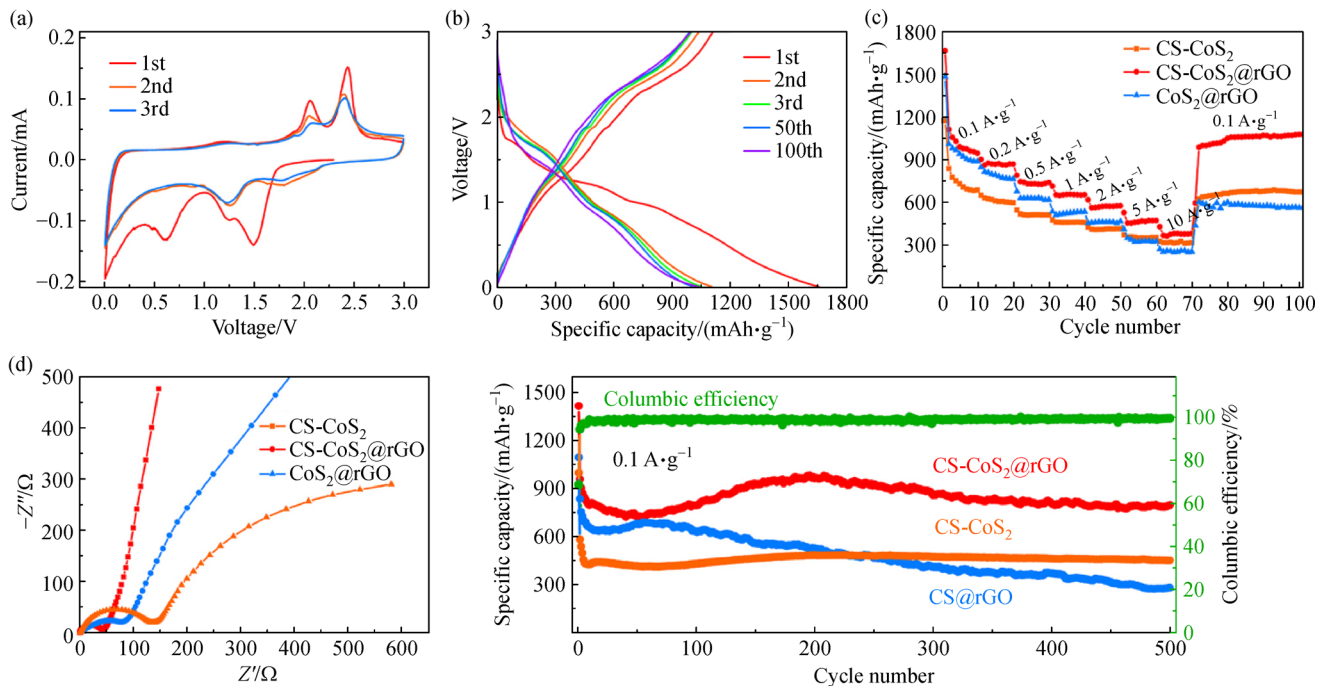 (a)
0.2
0.1
0.0
−0.1
−0.2
Current/mA
1st
2nd
3rd
0.0
0.5
1.0
1.5
2.0
2.5
3.0
Voltage/V
(b)
3
2
1
0
Voltage/V
1st
2nd
3rd
50th
100th
0
300
600
900
1200
1500
1800
Specific capacity/(mAh•g⁻¹)
(c)
1800
1500
1200
900
600
300
Specific capacity/(mAh•g⁻¹)
CS-CoS₂
CS-CoS₂@rGO
CoS₂@rGO
0.1 A•g⁻¹
0.2 A•g⁻¹
0.5 A•g⁻¹
1 A•g⁻¹
2 A•g⁻¹
5 A•g⁻¹
10 A•g⁻¹
0.1 A•g⁻¹
0
10
20
30
40
50
60
70
80
90
100
Cycle number
(d)
500
400
300
200
100
0
−Z″/Ω
CS-CoS₂
CS-CoS₂@rGO
CoS₂@rGO
0
100
200
300
400
500
600
Z′/Ω
1500
1200
900
600
300
Specific capacity/(mAh•g⁻¹)
Columbic efficiency
0.1 A•g⁻¹
CS-CoS₂@rGO
CS-CoS₂
CS@rGO
100
80
60
40
20
0
Columbic efficiency/%
0
100
200
300
400
500
Cycle number